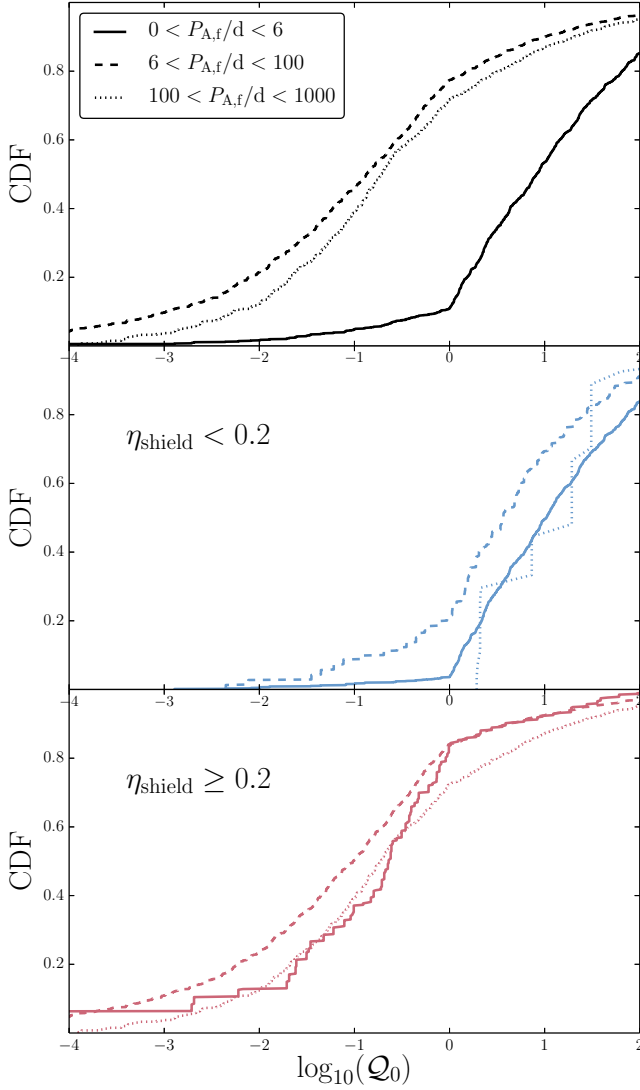 0 < P_A,f/d < 6
6 < P_A,f/d < 100
100 < P_A,f/d < 1000
CDF
0.8
0.6
0.4
0.2
−4 −3 −2 −1 0 1 2
η_shield < 0.2
CDF
0.8
0.6
0.4
0.2
−4 −3 −2 −1 0 1 2
η_shield ≥ 0.2
CDF
0.8
0.6
0.4
0.2
−4 −3 −2 −1 0 1 2
log₁₀(𝒬₀)